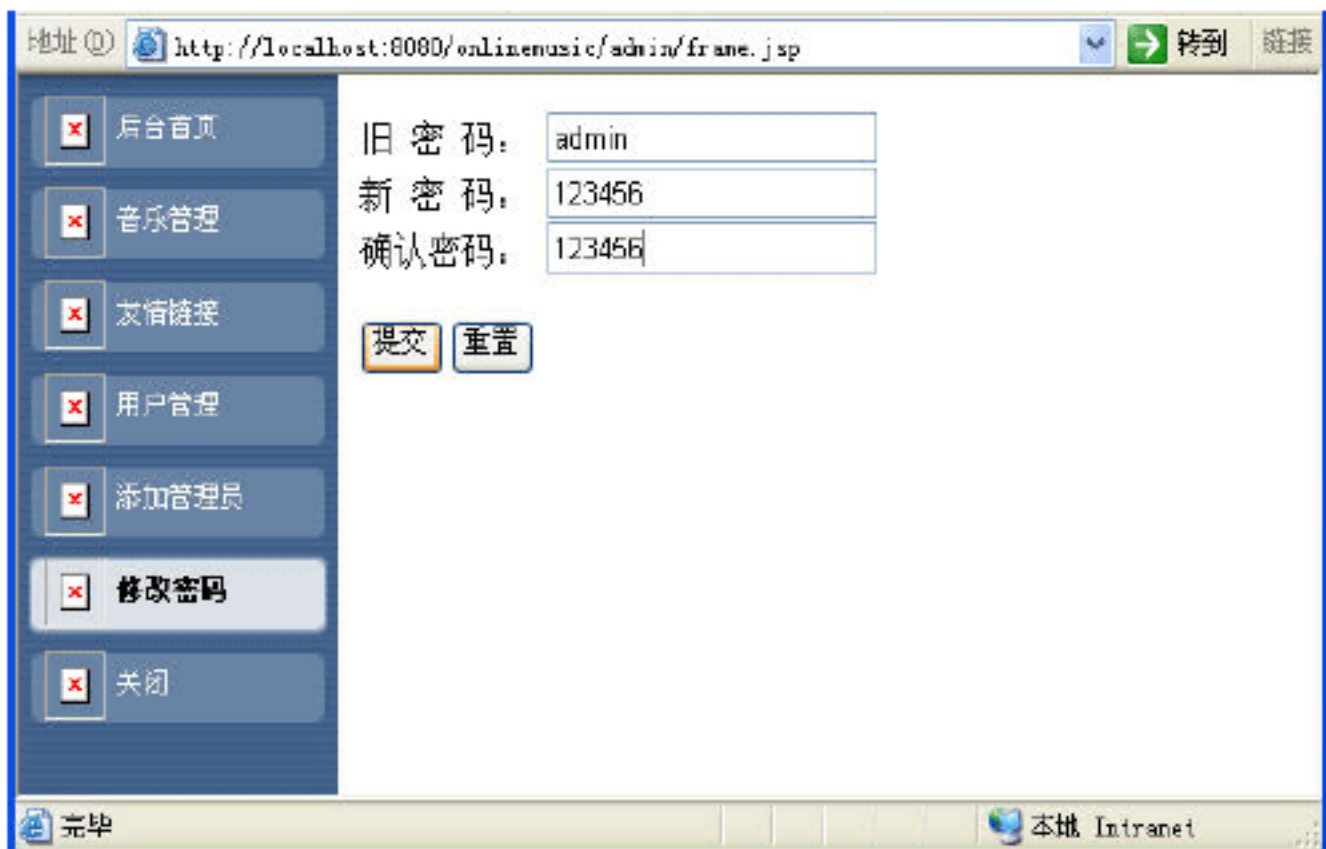 地址(D) http://localhost:8080/onlinemusic/admin/frame.jsp 转到 链接
后台首页
音乐管理
友情链接
用户管理
添加管理员
修改密码
关闭
旧 密 码： admin
新 密 码： 123456
确认密码： 123456
提交 重置
完毕 本地 Intranet